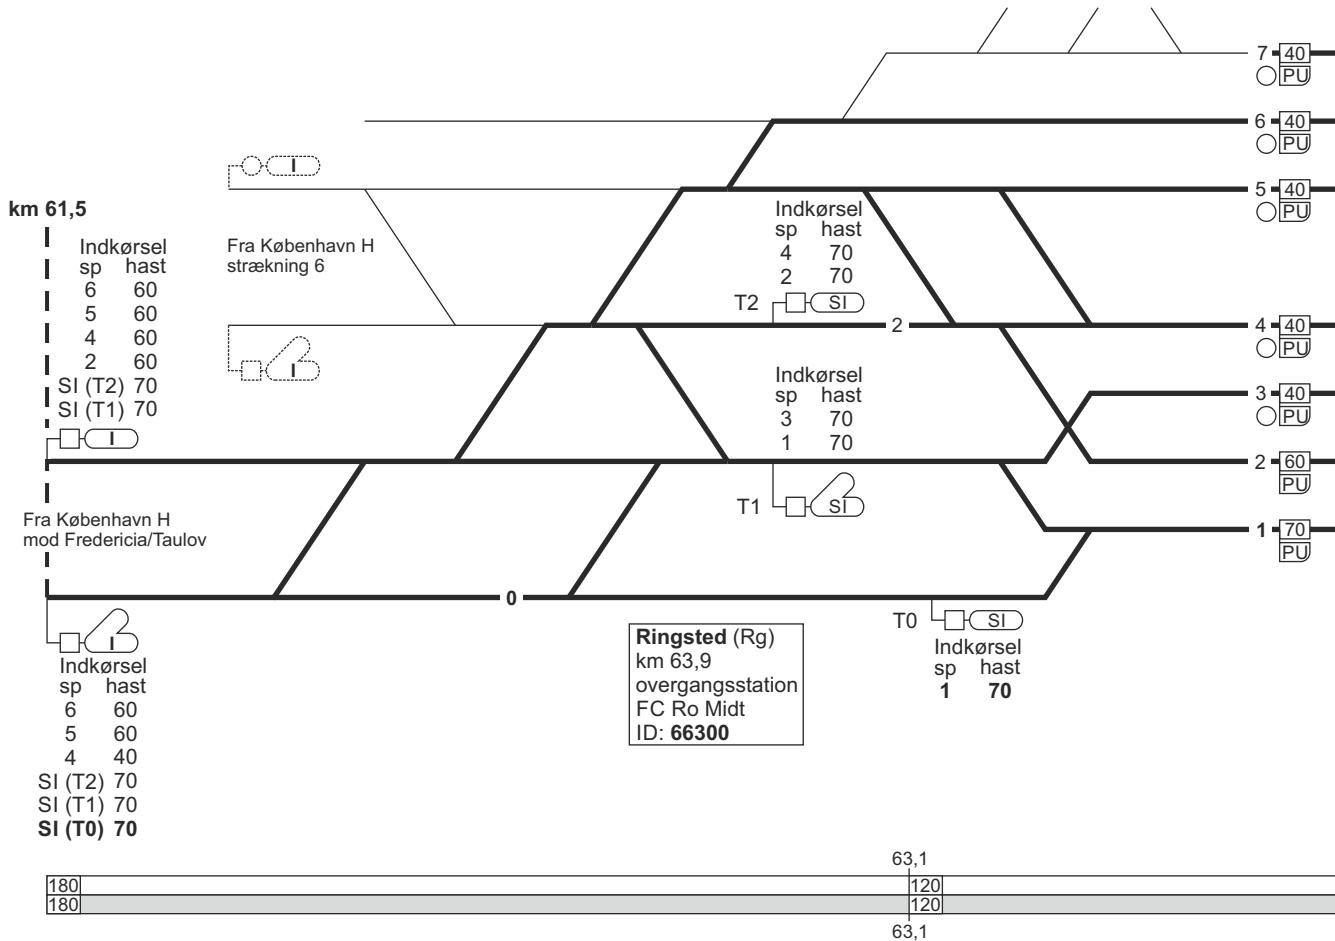 7 40
PU
6 40
PU
I
5 40
PU
km 61,5
Indkørsel
sp hast
6 60
5 60
4 60
2 60
SI (T2) 70
SI (T1) 70
I
Fra København H
strækning 6
I
Indkørsel
sp hast
4 70
2 70
T2 SI
2
4 40
PU
Indkørsel
sp hast
3 70
1 70
T1 SI
3 40
PU
2 60
PU
1 70
PU
Fra København H
mod Fredericia/Taulov
0
I
Indkørsel
sp hast
6 60
5 60
4 40
SI (T2) 70
SI (T1) 70
SI (T0) 70
Ringsted (Rg)
km 63,9
overgangsstation
FC Ro Midt
ID: 66300
T0 SI
Indkørsel
sp hast
1 70
63,1
180 120
180 120
63,1